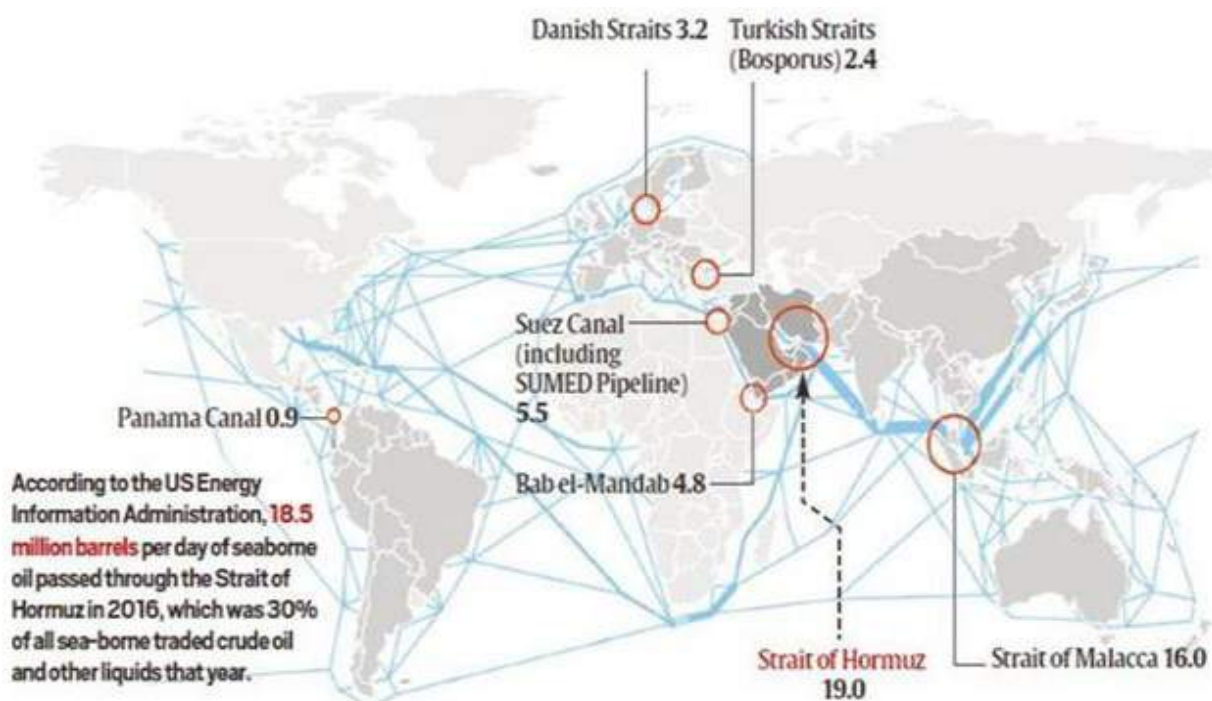 Danish Straits 3.2
Turkish Straits
(Bosporus) 2.4
Suez Canal
(including
SUMED Pipeline)
5.5
Panama Canal 0.9
Bab el-Mandab 4.8
According to the US Energy
Information Administration, 18.5
million barrels per day of seaborne
oil passed through the Strait of
Hormuz in 2016, which was 30%
of all sea-borne traded crude oil
and other liquids that year.
Strait of Hormuz
19.0
Strait of Malacca 16.0